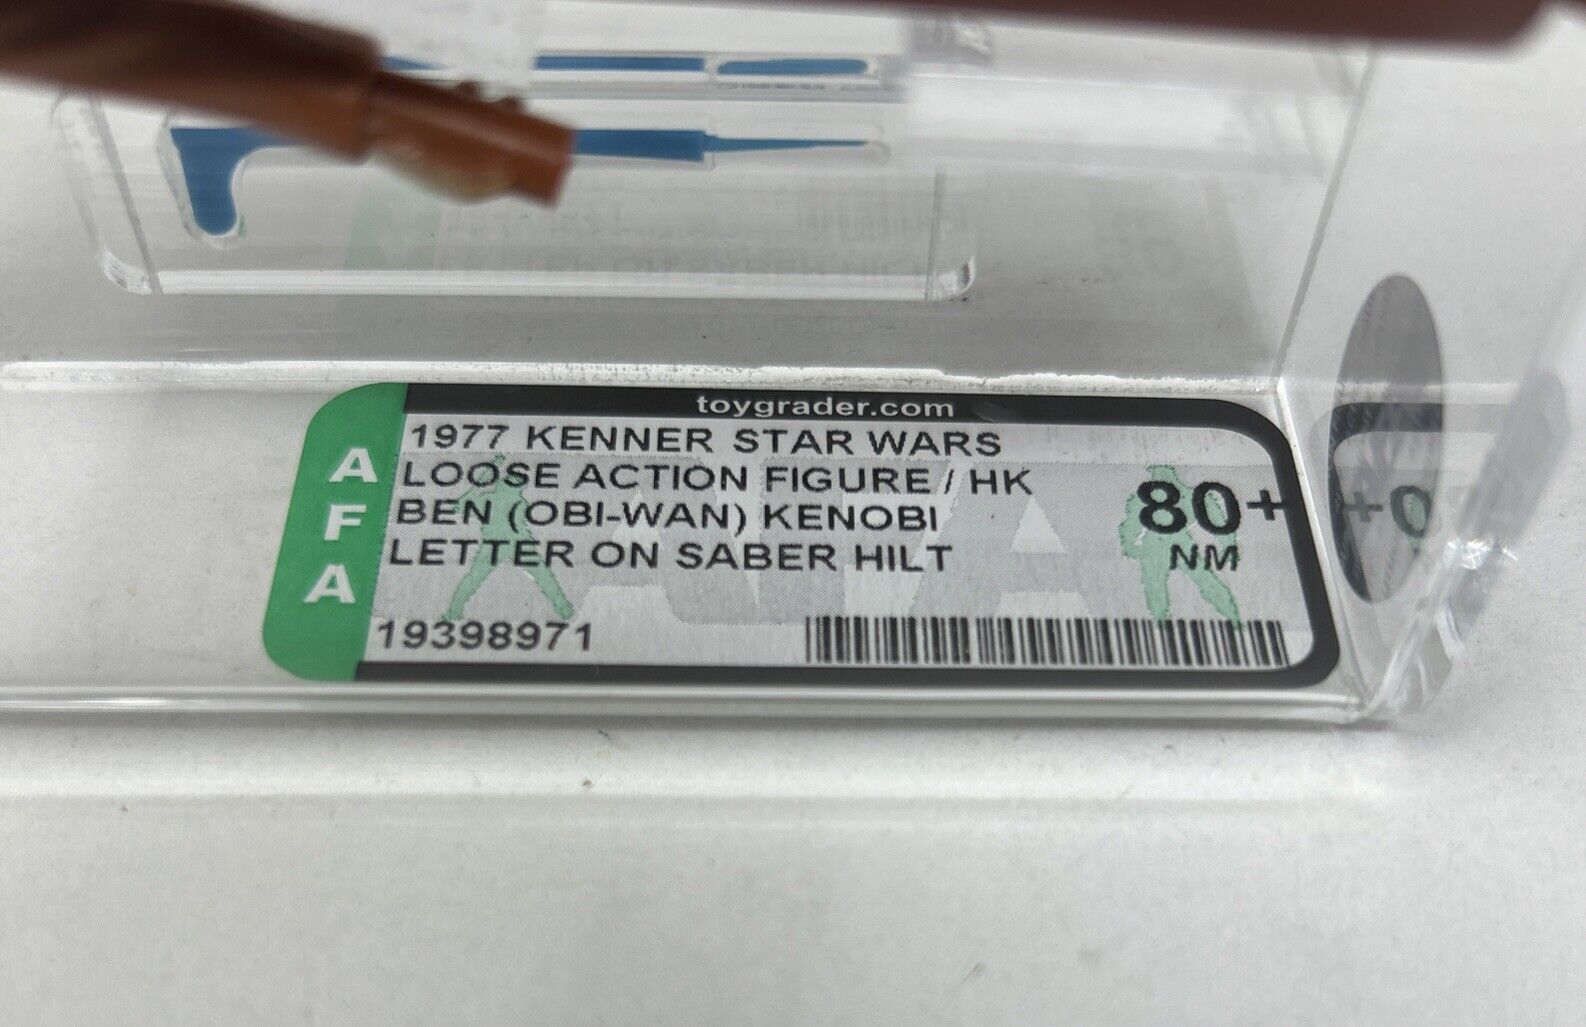 toygrader.com
AFA
1977 KENNER STAR WARS
LOOSE ACTION FIGURE / HK
BEN (OBI-WAN) KENOBI
LETTER ON SABER HILT
80+
NM
19398971